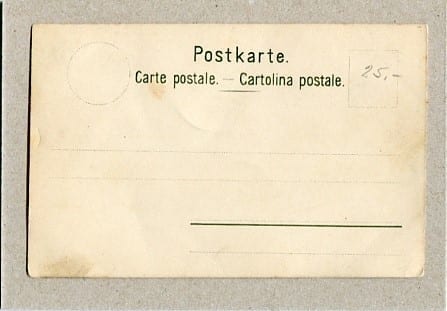 Postkarte.
25.-
Carte postale. — Cartolina postale.